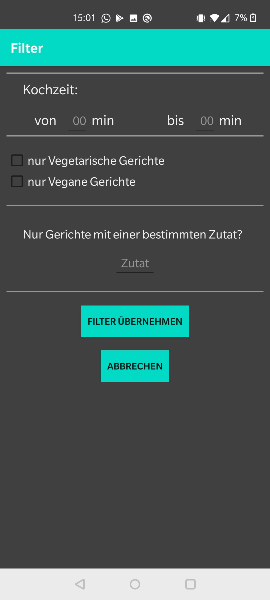 15:01 7%
Filter
Kochzeit:
von 00 min bis 00 min
nur Vegetarische Gerichte
nur Vegane Gerichte
Nur Gerichte mit einer bestimmten Zutat?
Zutat
FILTER ÜBERNEHMEN
ABBRECHEN